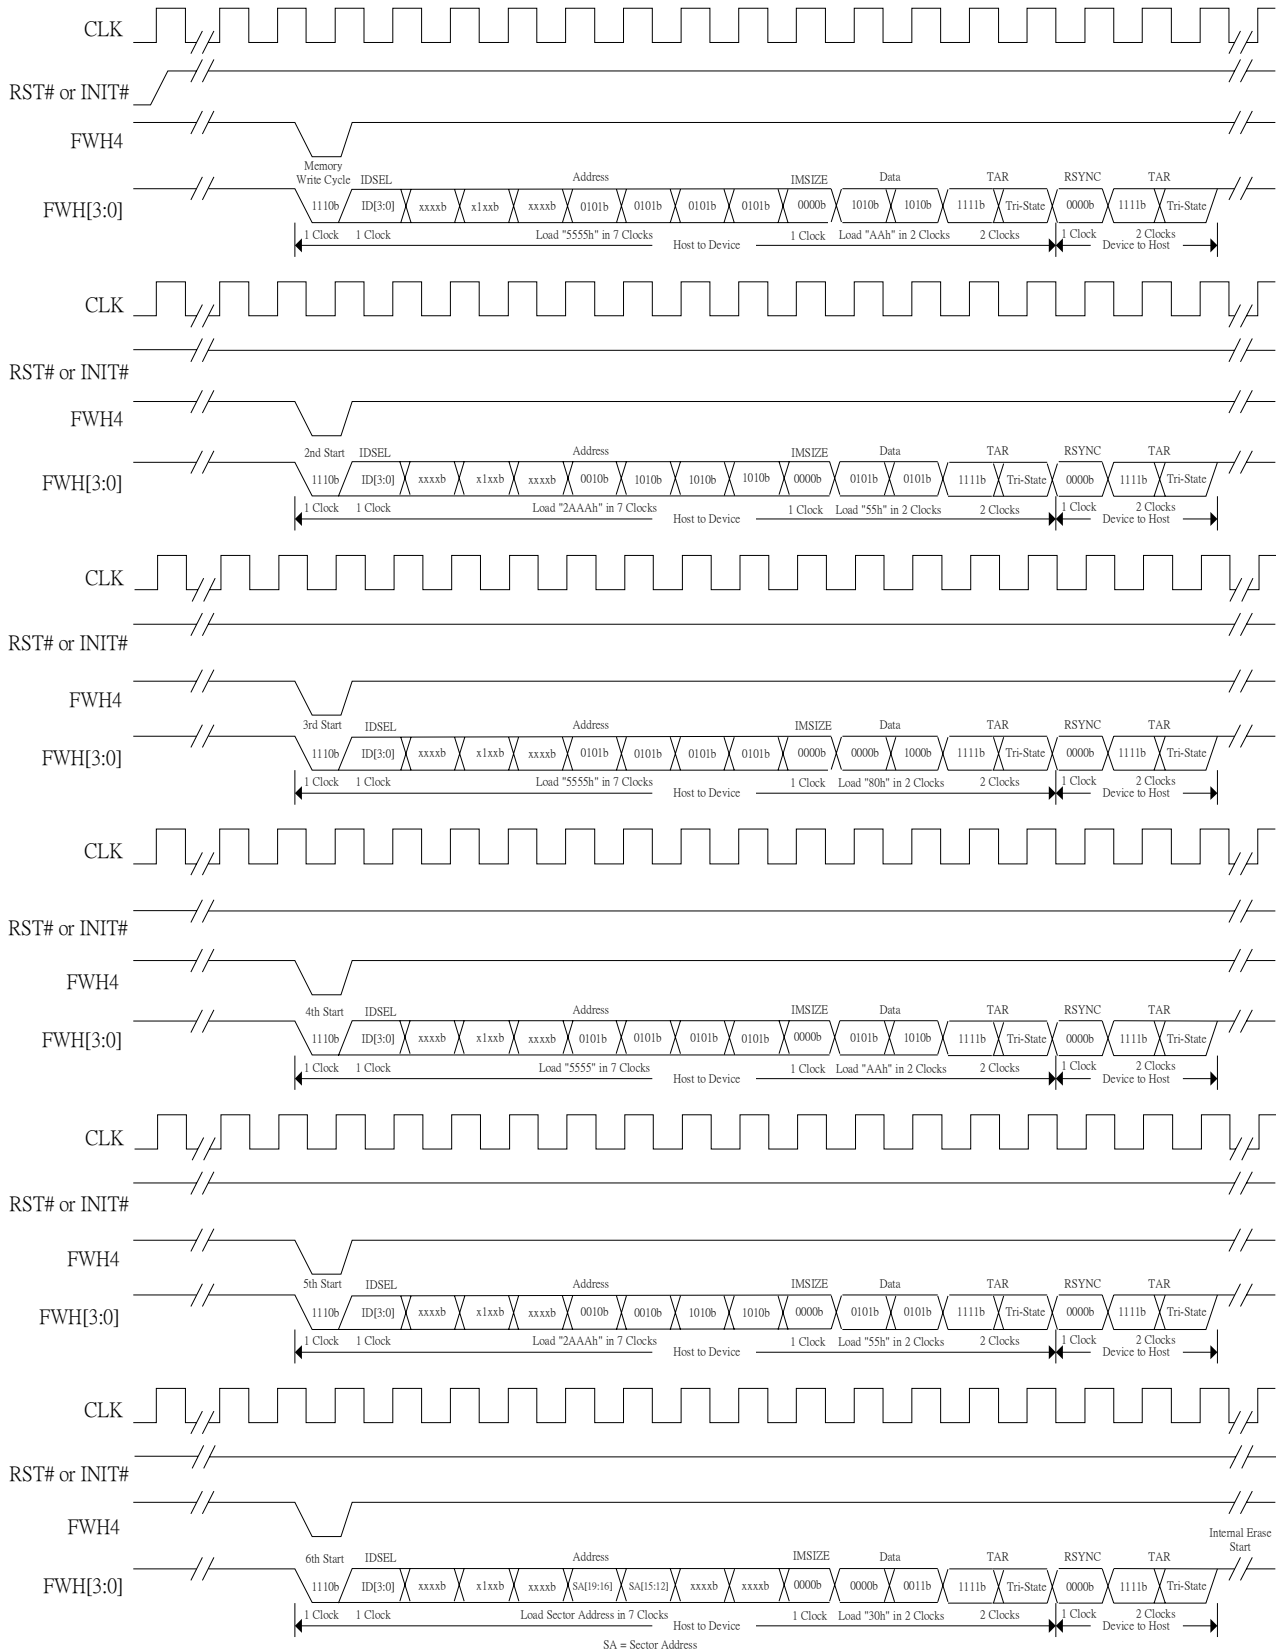 CLK
RST# or INIT#
FWH4
Memory
Write Cycle IDSEL Address IMSIZE Data TAR RSYNC TAR
FWH[3:0] 1110b ID[3:0] xxxxb x1xxb xxxxb 0101b 0101b 0101b 0101b 0000b 1010b 1010b 1111b Tri-State 0000b 1111b Tri-State
1 Clock 1 Clock Load "5555h" in 7 Clocks 1 Clock Load "AAh" in 2 Clocks 2 Clocks 1 Clock 2 Clocks
Host to Device Device to Host
CLK
RST# or INIT#
FWH4
2nd Start IDSEL Address IMSIZE Data TAR RSYNC TAR
FWH[3:0] 1110b ID[3:0] xxxxb x1xxb xxxxb 0010b 1010b 1010b 1010b 0000b 0101b 0101b 1111b Tri-State 0000b 1111b Tri-State
1 Clock 1 Clock Load "2AAAh" in 7 Clocks 1 Clock Load "55h" in 2 Clocks 2 Clocks 1 Clock 2 Clocks
Host to Device Device to Host
CLK
RST# or INIT#
FWH4
3rd Start IDSEL Address IMSIZE Data TAR RSYNC TAR
FWH[3:0] 1110b ID[3:0] xxxxb x1xxb xxxxb 0101b 0101b 0101b 0101b 0000b 0000b 1000b 1111b Tri-State 0000b 1111b Tri-State
1 Clock 1 Clock Load "5555h" in 7 Clocks 1 Clock Load "80h" in 2 Clocks 2 Clocks 1 Clock 2 Clocks
Host to Device Device to Host
CLK
RST# or INIT#
FWH4
4th Start IDSEL Address IMSIZE Data TAR RSYNC TAR
FWH[3:0] 1110b ID[3:0] xxxxb x1xxb xxxxb 0101b 0101b 0101b 0101b 0000b 0101b 1010b 1111b Tri-State 0000b 1111b Tri-State
1 Clock 1 Clock Load "5555" in 7 Clocks 1 Clock Load "AAh" in 2 Clocks 2 Clocks 1 Clock 2 Clocks
Host to Device Device to Host
CLK
RST# or INIT#
FWH4
5th Start IDSEL Address IMSIZE Data TAR RSYNC TAR
FWH[3:0] 1110b ID[3:0] xxxxb x1xxb xxxxb 0010b 0010b 1010b 1010b 0000b 0101b 0101b 1111b Tri-State 0000b 1111b Tri-State
1 Clock 1 Clock Load "2AAAh" in 7 Clocks 1 Clock Load "55h" in 2 Clocks 2 Clocks 1 Clock 2 Clocks
Host to Device Device to Host
CLK
RST# or INIT#
FWH4
Internal Erase
Start
6th Start IDSEL Address IMSIZE Data TAR RSYNC TAR
FWH[3:0] 1110b ID[3:0] xxxxb x1xxb xxxxb SA[19:16] SA[15:12] xxxxb xxxxb 0000b 0000b 0011b 1111b Tri-State 0000b 1111b Tri-State
1 Clock 1 Clock Load Sector Address in 7 Clocks 1 Clock Load "30h" in 2 Clocks 2 Clocks 1 Clock 2 Clocks
Host to Device Device to Host
SA = Sector Address